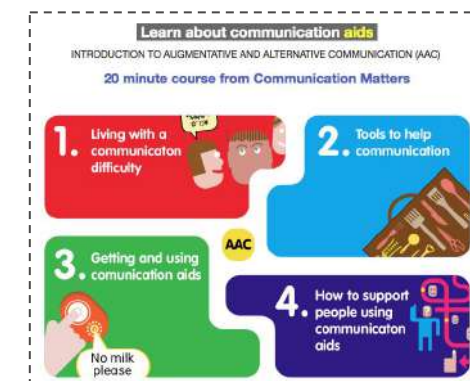 Learn about communication aids
INTRODUCTION TO AUGMENTATIVE AND ALTERNATIVE COMMUNICATION (AAC)
20 minute course from Communication Matters
1. Living with a
communicaton
difficulty
2. Tools to help
communication
AAC
3. Getting and using
comunication aids
No milk
please
4. How to support
people using
communicaton
aids